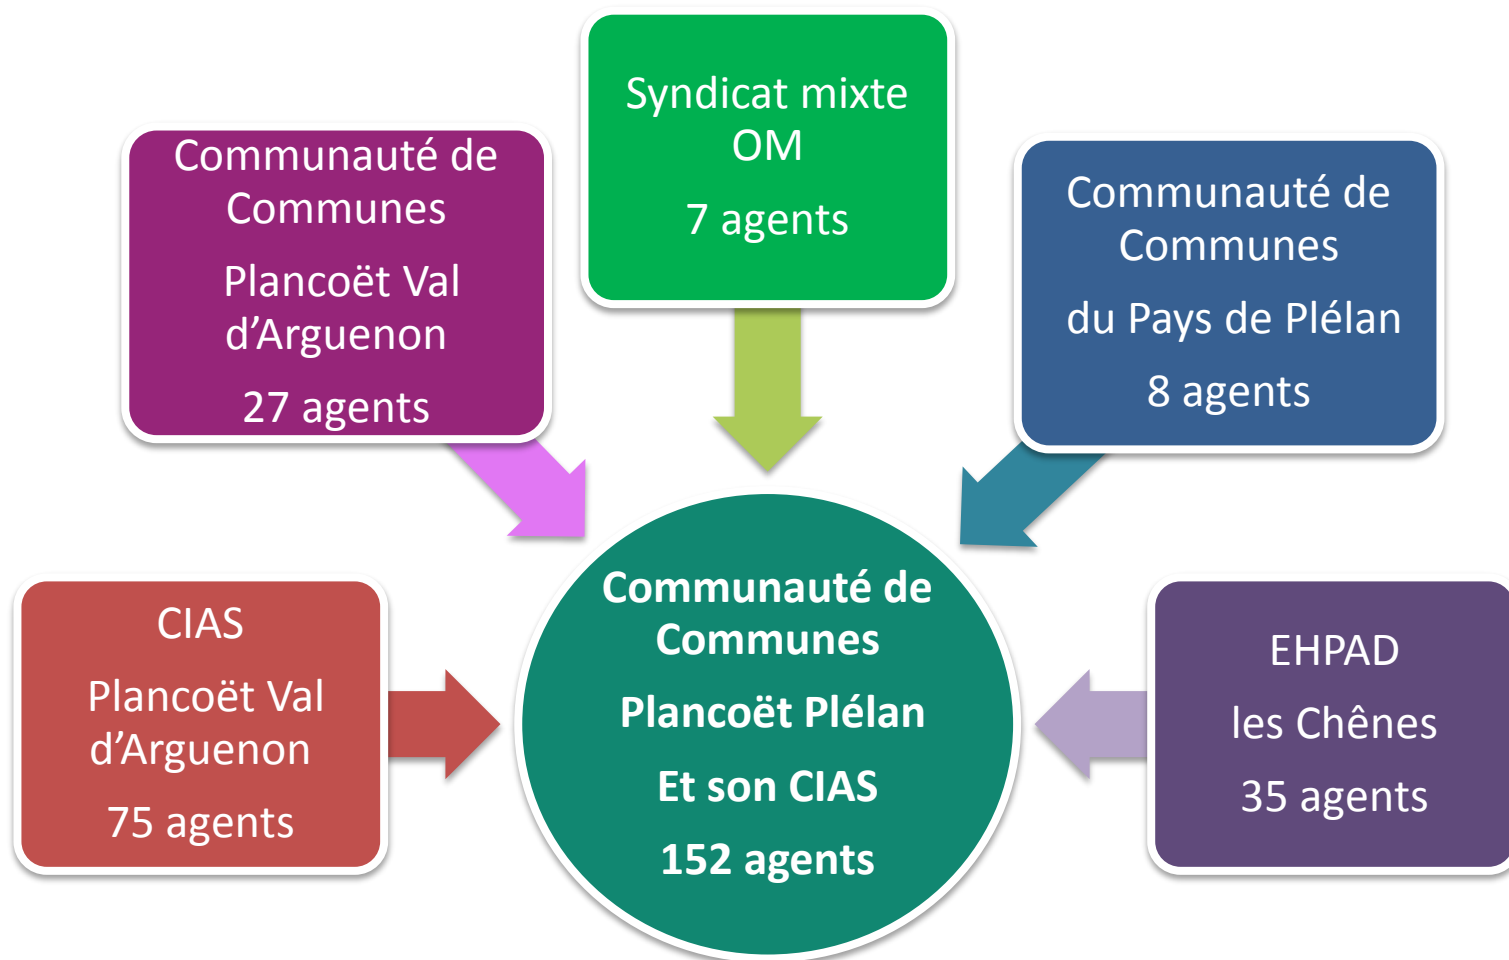 Syndicat mixte
OM
7 agents
Communauté de
Communes
Plancoët Val
d’Arguenon
27 agents
Communauté de
Communes
du Pays de Plélan
8 agents
CIAS
Plancoët Val
d’Arguenon
75 agents
Communauté de
Communes
Plancoët Plélan
Et son CIAS
152 agents
EHPAD
les Chênes
35 agents